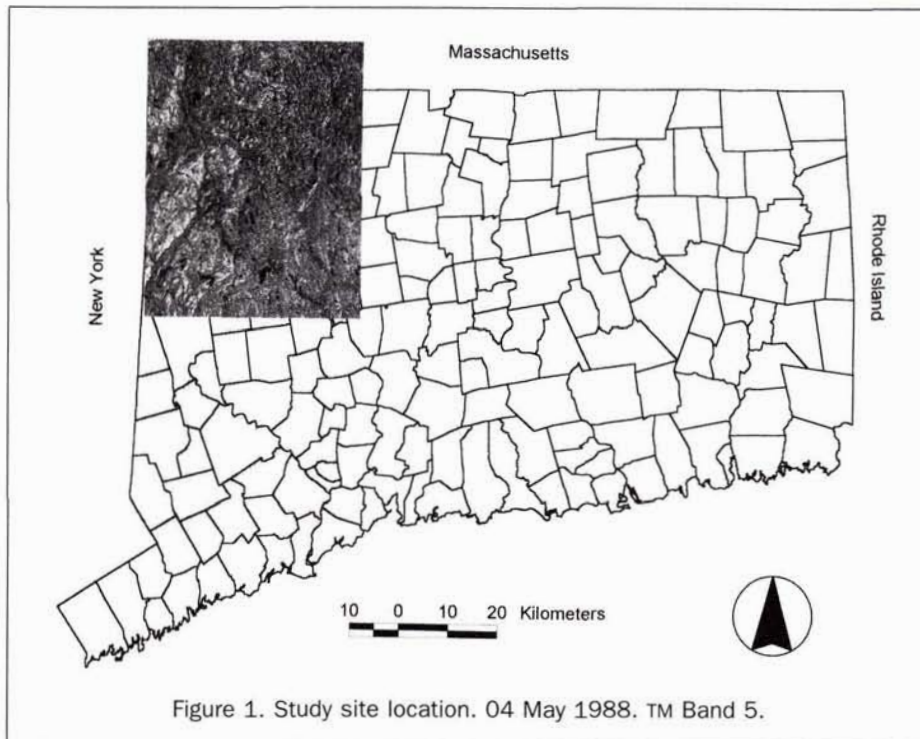 Massachusetts
New York
Rhode Island
10 0 10 20 Kilometers
Figure 1. Study site location. 04 May 1988. TM Band 5.